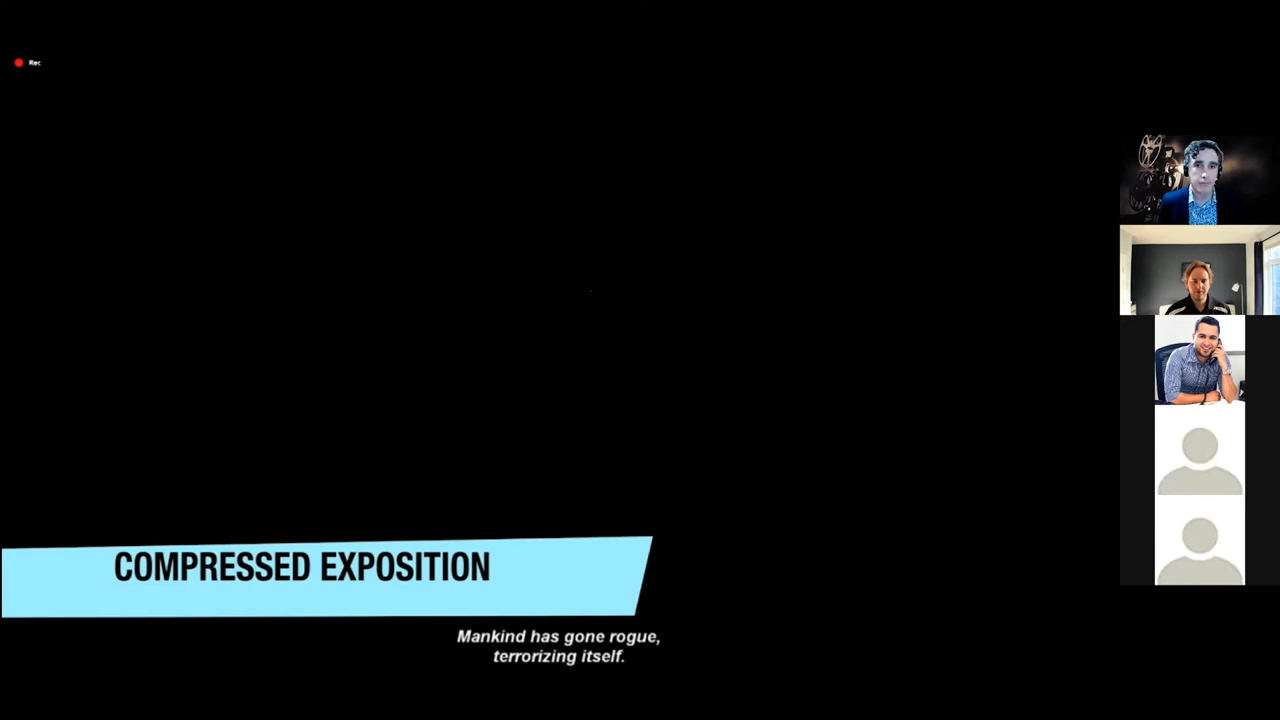 Rec
COMPRESSED EXPOSITION
Mankind has gone rogue,
terrorizing itself.